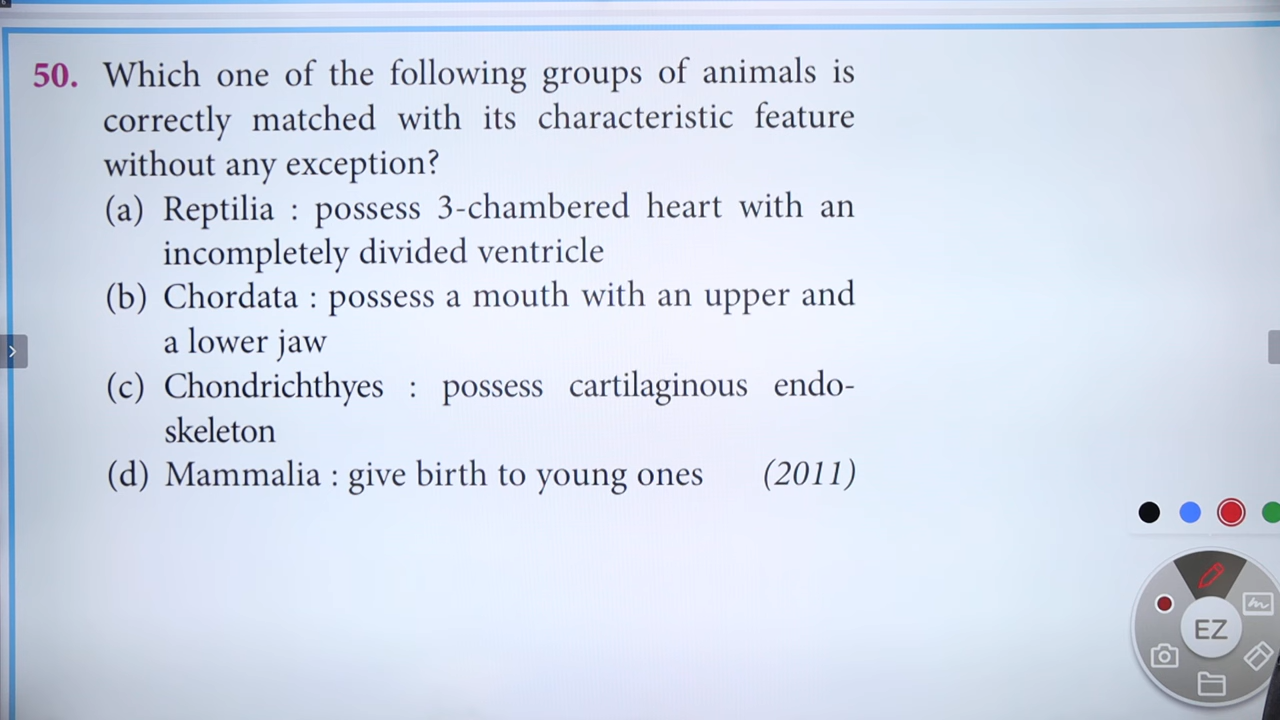 50. Which one of the following groups of animals is
correctly matched with its characteristic feature
without any exception?
(a) Reptilia : possess 3-chambered heart with an
incompletely divided ventricle
(b) Chordata : possess a mouth with an upper and
a lower jaw
(c) Chondrichthyes : possess cartilaginous endo-
skeleton
(d) Mammalia : give birth to young ones (2011)
EZ